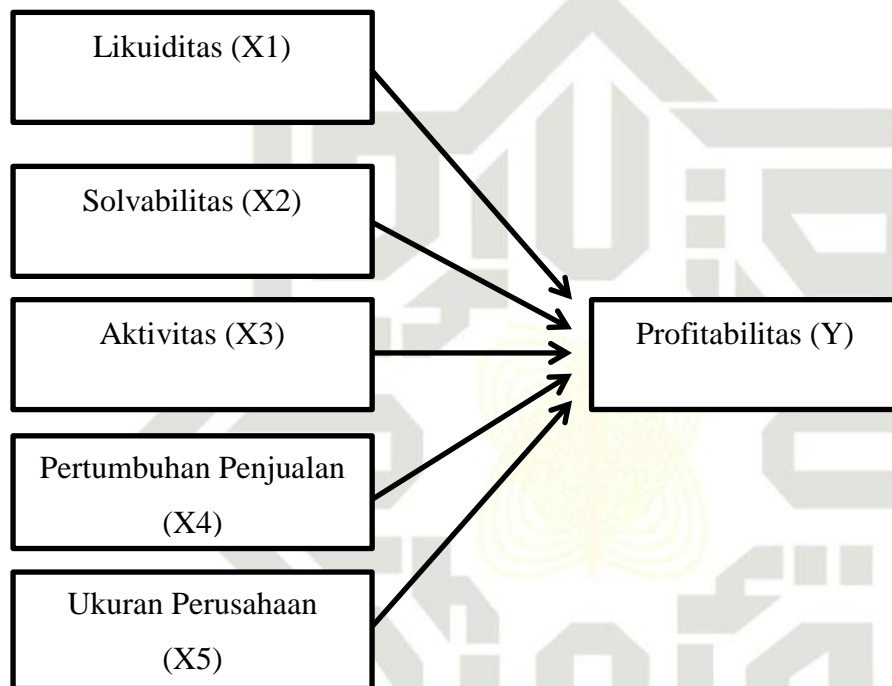 Likuiditas (X1)
Solvabilitas (X2)
Aktivitas (X3)
Profitabilitas (Y)
Pertumbuhan Penjualan
(X4)
Ukuran Perusahaan
(X5)